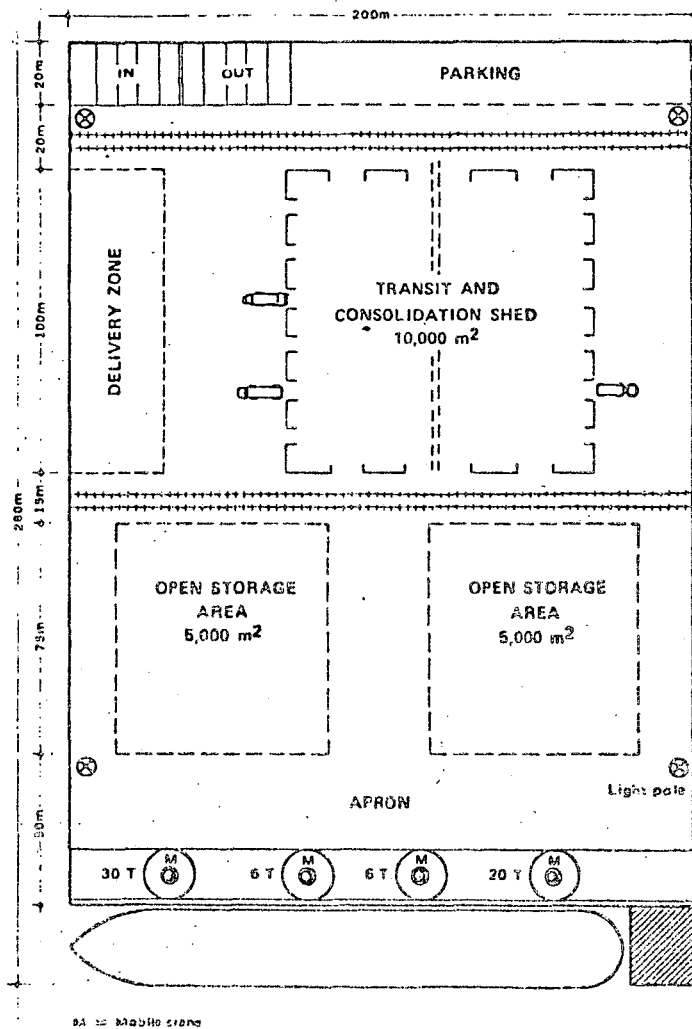 200m
20m
IN
OUT
PARKING
20m
DELIVERY ZONE
100m
TRANSIT AND
CONSOLIDATION SHED
10,000 m²
280m
15m
OPEN STORAGE
AREA
5,000 m²
OPEN STORAGE
AREA
5,000 m²
75m
Light pole
APRON
30 T
M
6 T
M
6 T
M
20 T
M
M = Mobile crane